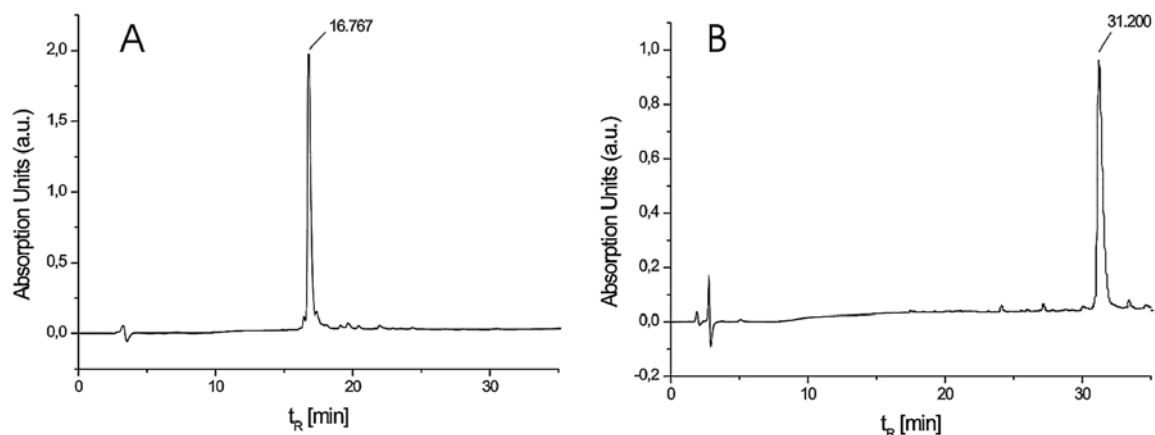 A
16.767
2,0
1,5
1,0
0,5
0,0
Absorption Units (a.u.)
0 10 20 30
t_R [min]
B
31.200
1,0
0,8
0,6
0,4
0,2
0,0
-0,2
Absorption Units (a.u.)
0 10 20 30
t_R [min]